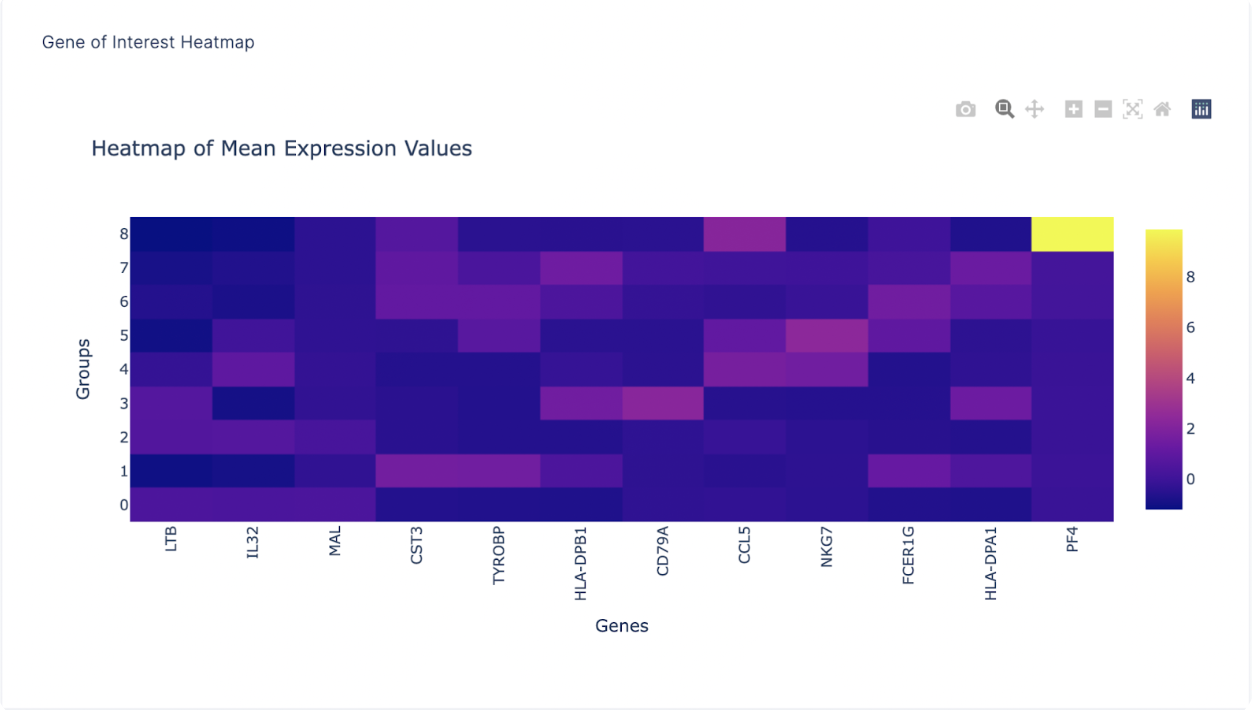 Gene of Interest Heatmap
Heatmap of Mean Expression Values
Groups
8
7
6
5
4
3
2
1
0
LTB
IL32
MAL
CST3
TYROBP
HLA-DPB1
CD79A
CCL5
NKG7
FCER1G
HLA-DPA1
PF4
Genes
8
6
4
2
0